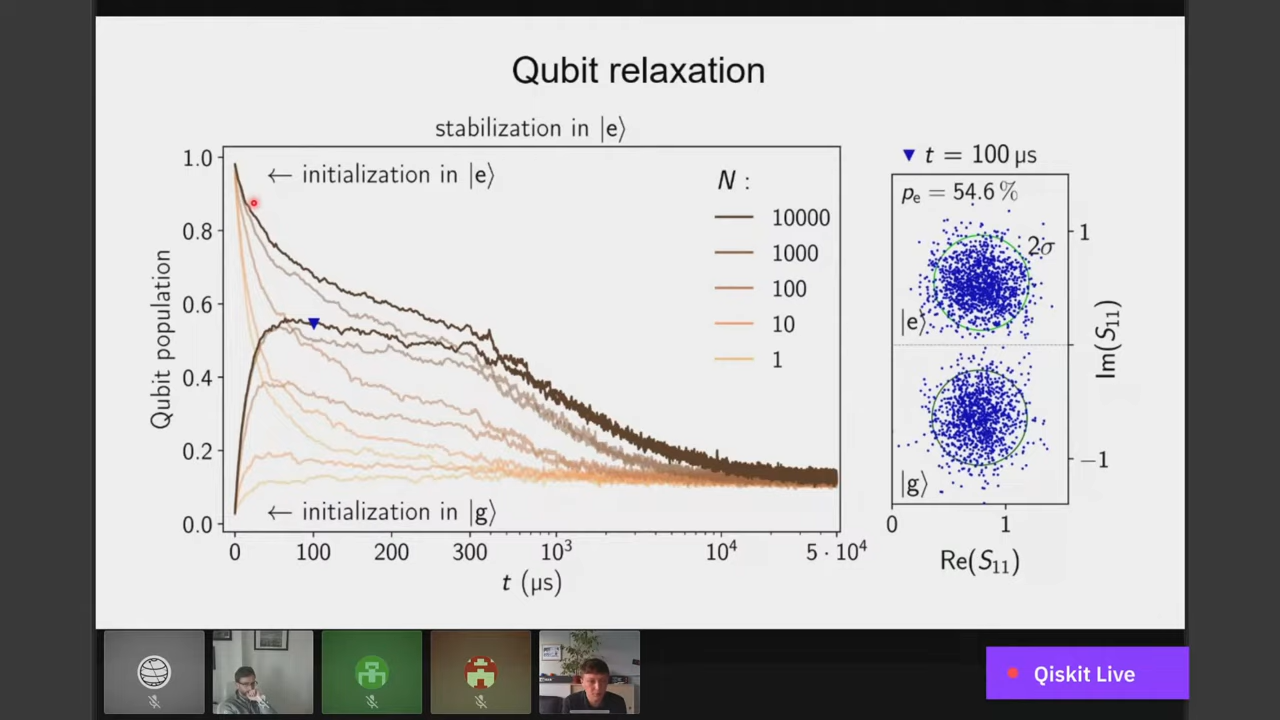 Qubit relaxation
stabilization in |e⟩
← initialization in |e⟩
← initialization in |g⟩
Qubit population
1.0
0.8
0.6
0.4
0.2
0.0
0
100
200
300
10³
10⁴
5 · 10⁴
t (μs)
N :
10000
1000
100
10
1
▼ t = 100 μs
pₑ = 54.6 %
2σ
|e⟩
|g⟩
1
−1
Im(S₁₁)
0
1
Re(S₁₁)
Qiskit Live